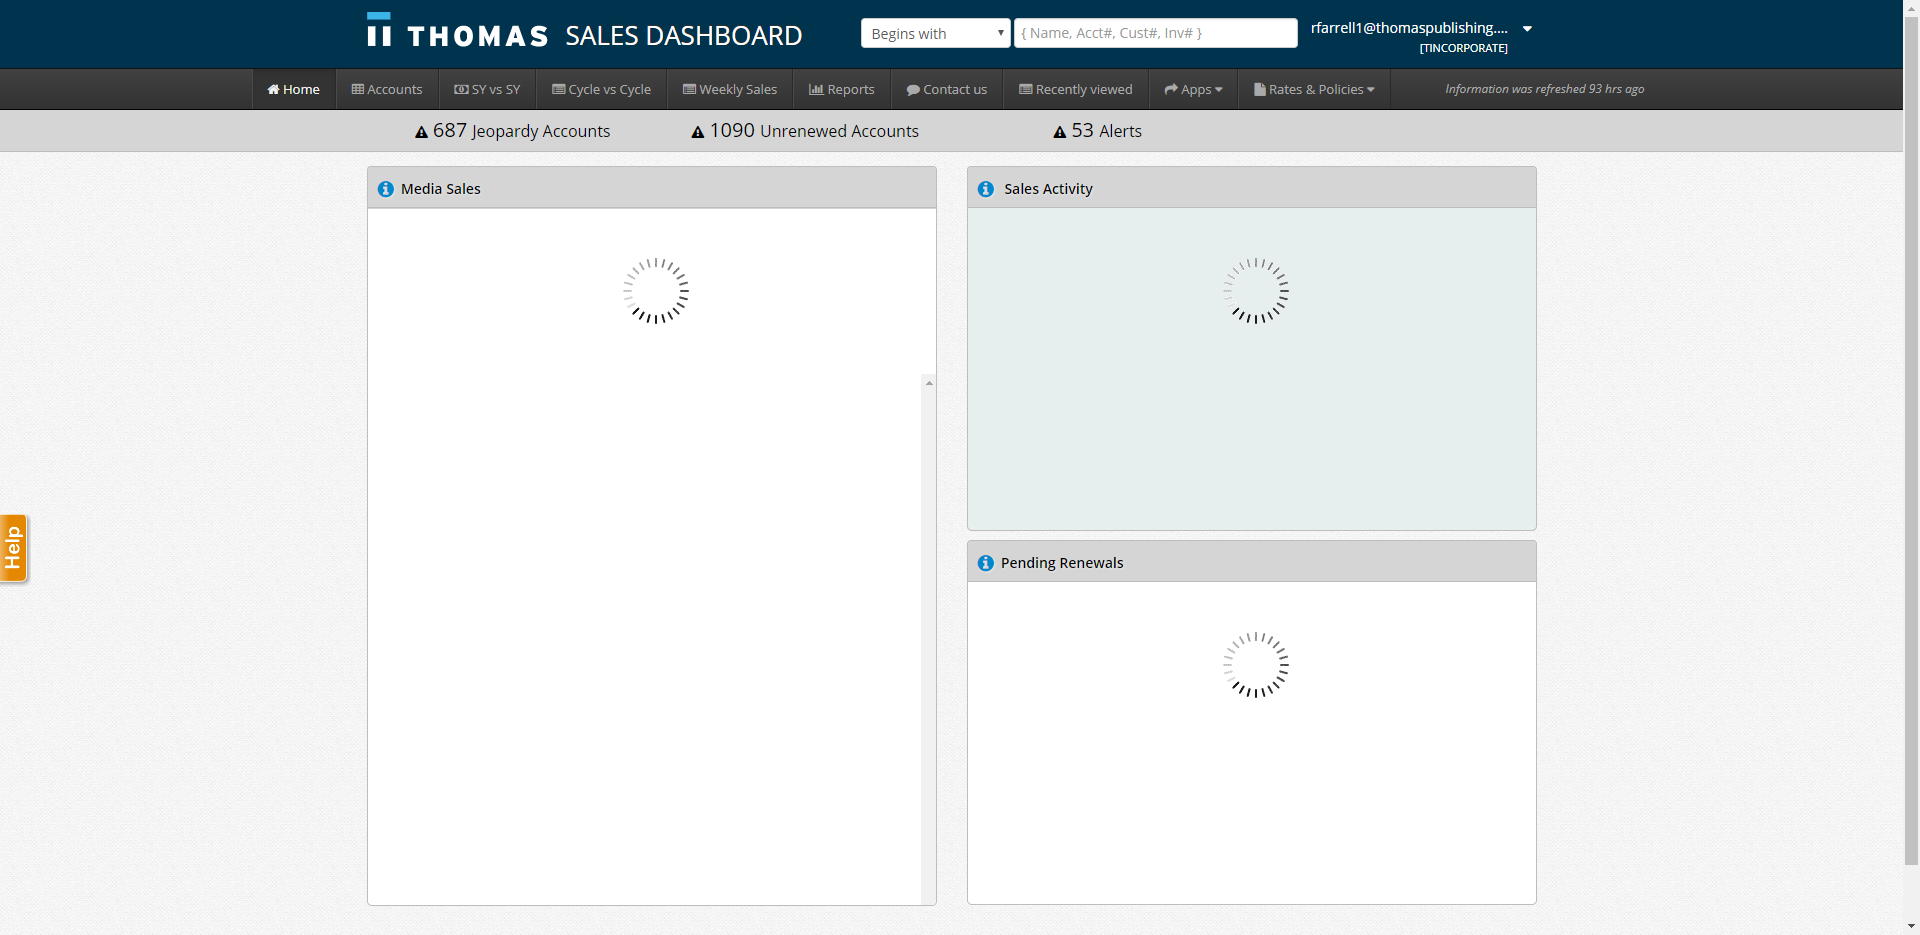 THOMAS SALES DASHBOARD
Begins with
{ Name, Acct#, Cust#, Inv# }
rfarrell1@thomaspublishing....
[TINCORPORATE]
Home Accounts SY vs SY Cycle vs Cycle Weekly Sales Reports Contact us Recently viewed Apps Rates & Policies Information was refreshed 93 hrs ago
687 Jeopardy Accounts 1090 Unrenewed Accounts 53 Alerts
Media Sales
Sales Activity
Help
Pending Renewals